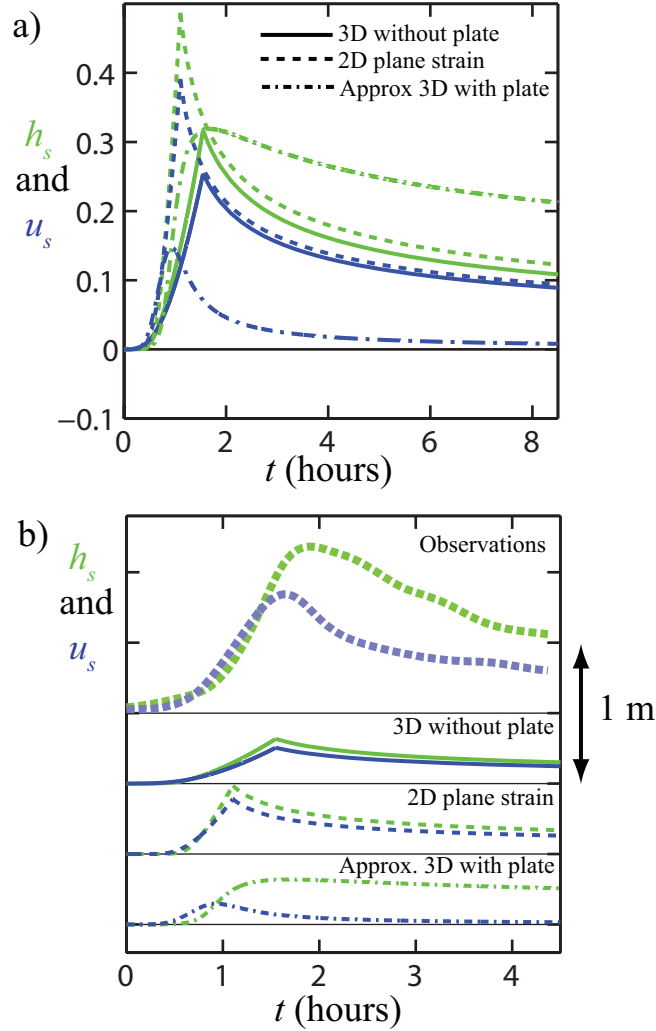 a)
3D without plate
2D plane strain
Approx 3D with plate
h_s
and
u_s
0.4
0.3
0.2
0.1
0
−0.1
0
2
4
6
8
t (hours)
b)
h_s
and
u_s
Observations
3D without plate
1 m
2D plane strain
Approx. 3D with plate
0
1
2
3
4
t (hours)